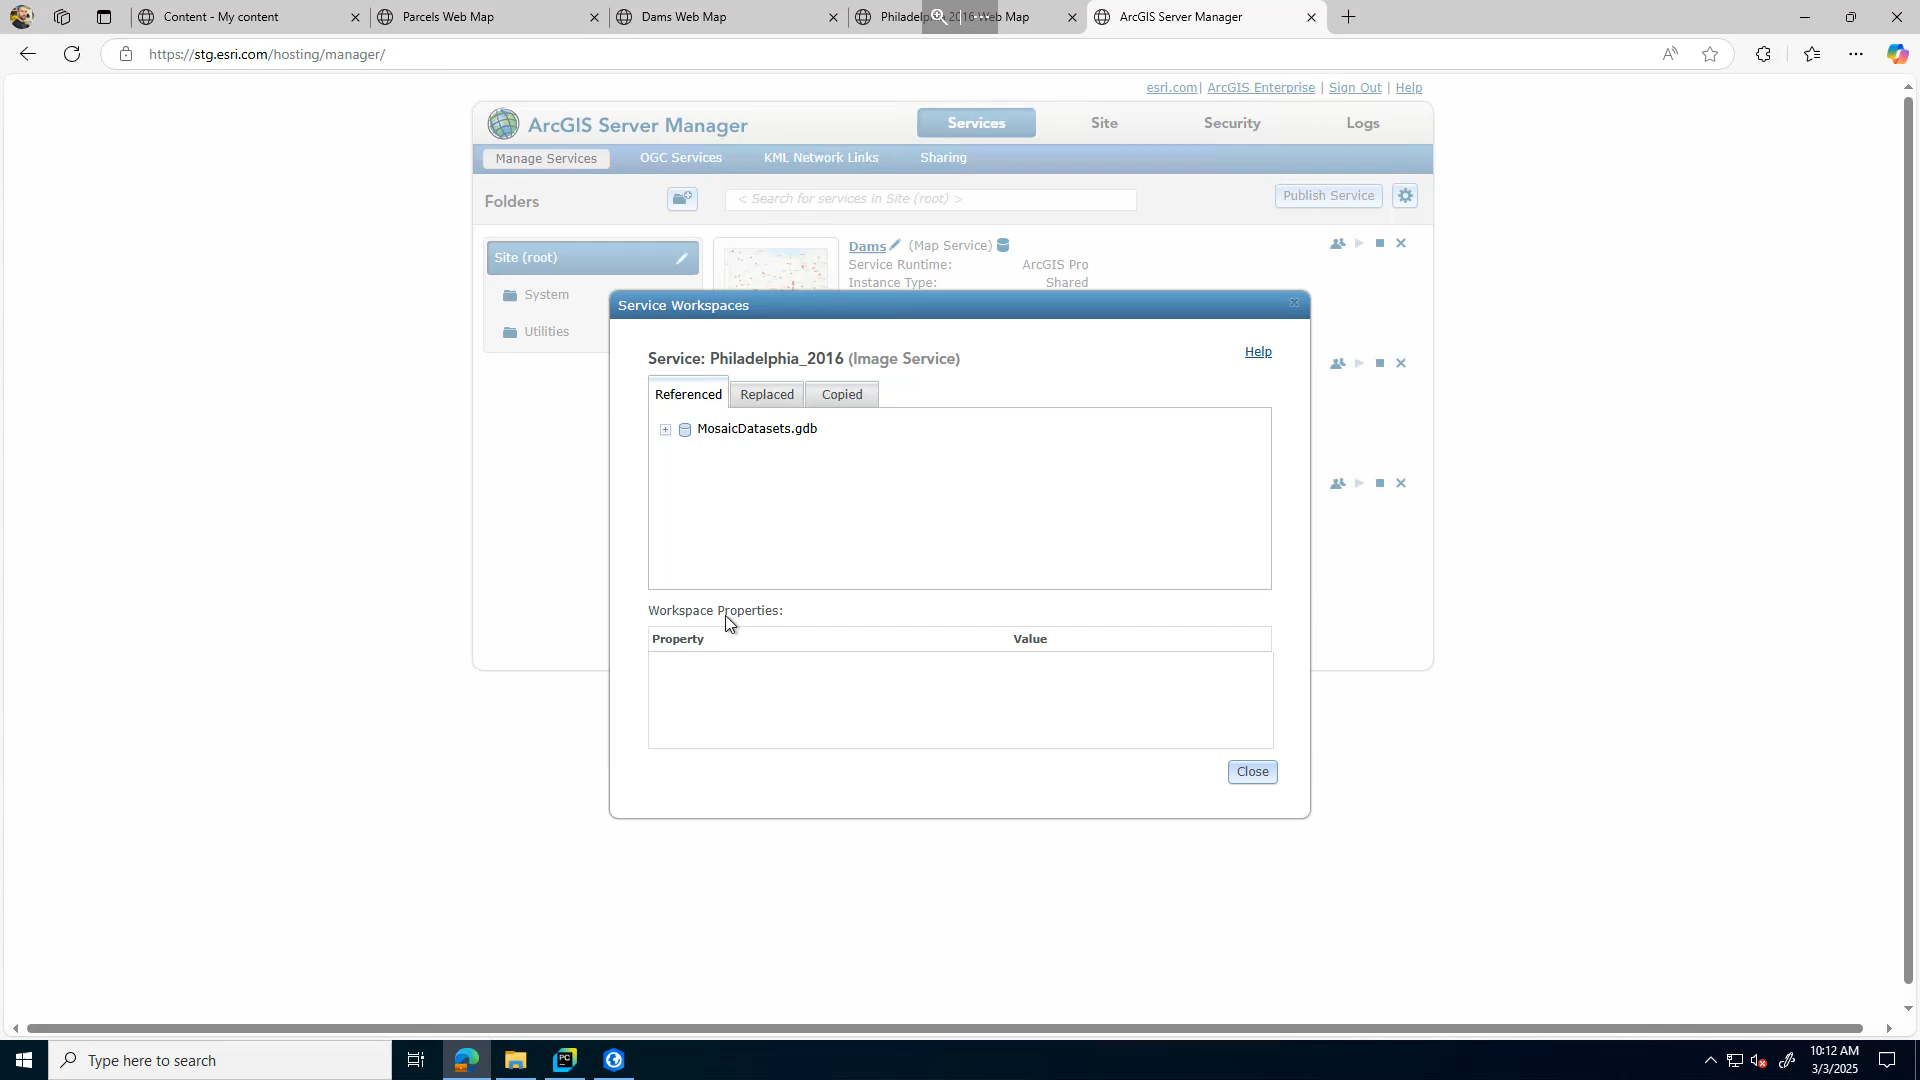 Content - My content
Parcels Web Map
Dams Web Map
Philadelp 2016 Web Map
ArcGIS Server Manager
https://stg.esri.com/hosting/manager/
esri.com| ArcGIS Enterprise | Sign Out | Help
ArcGIS Server Manager
Services
Site
Security
Logs
Manage Services
OGC Services
KML Network Links
Sharing
Folders
< Search for services in Site (root) >
Publish Service
Site (root)
System
Utilities
Dams (Map Service)
Service Runtime: ArcGIS Pro
Instance Type: Shared
Service Workspaces
Service: Philadelphia_2016 (Image Service)
Help
Referenced
Replaced
Copied
MosaicDatasets.gdb
Workspace Properties:
Property Value
Close
Type here to search
10:12 AM
3/3/2025